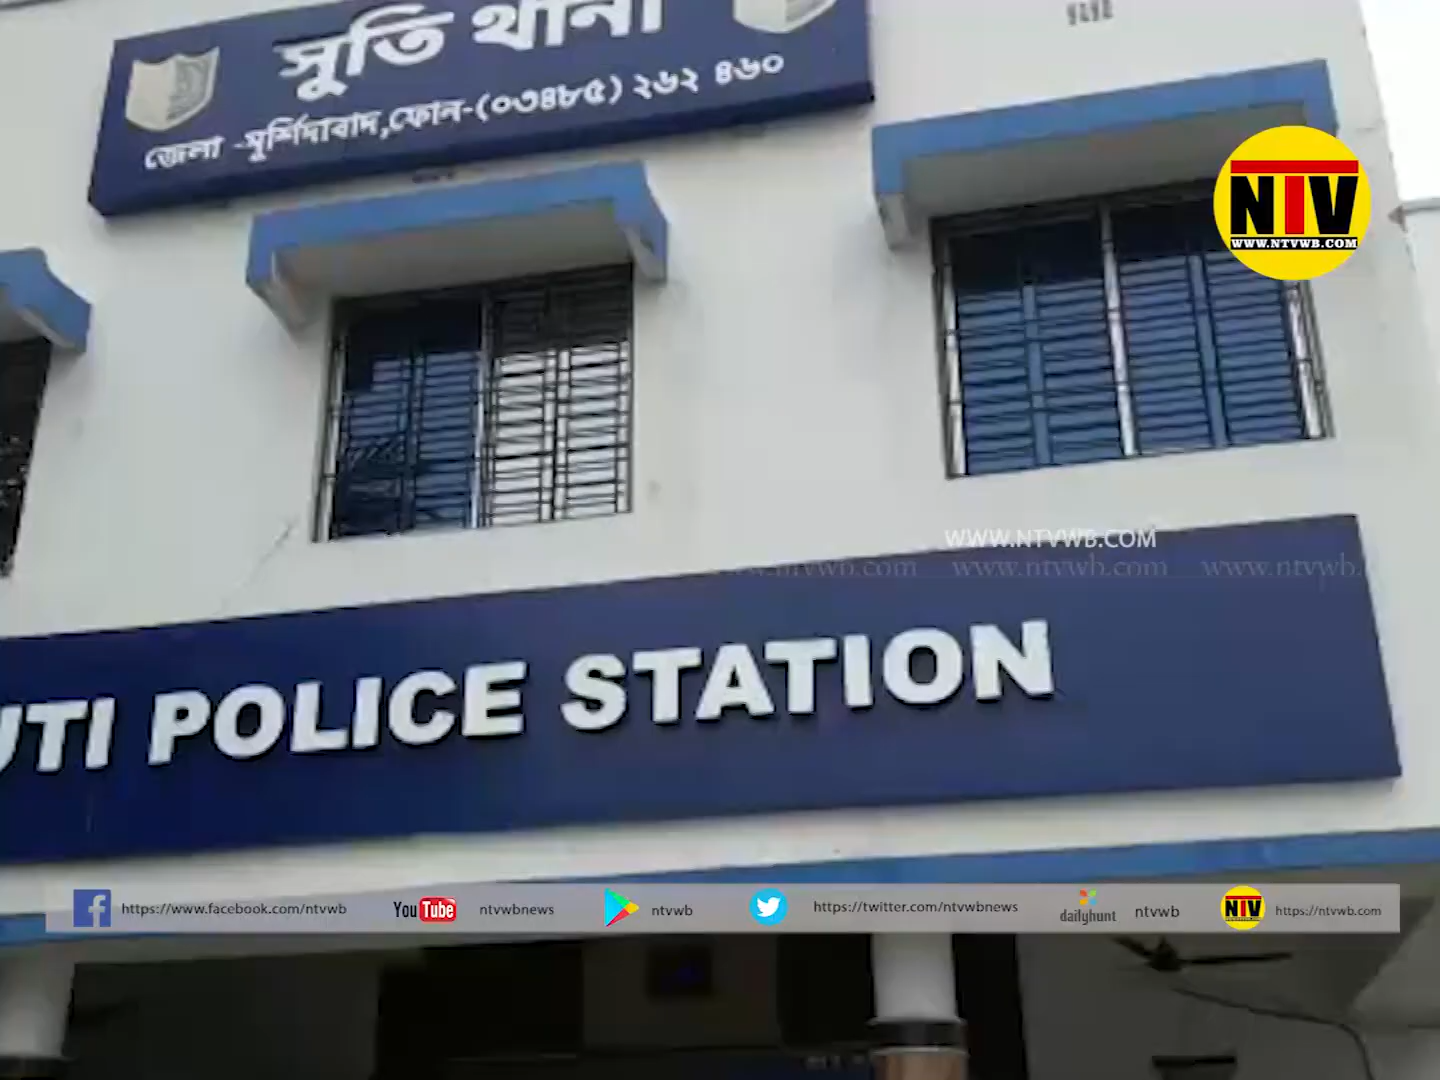 সুতি থানা
জেলা -মুর্শিদাবাদ,ফোন-(০৩৪৮৫) ২৬২ ৪৬০
NTV
WWW.NTVWB.COM
WWW.NTVWB.COM
www.ntvwb.com www.ntvwb.
UTI POLICE STATION
https://www.facebook.com/ntvwb YouTube ntvwbnews ntvwb https://twitter.com/ntvwbnews dailyhunt ntvwb NTV https://ntvwb.com